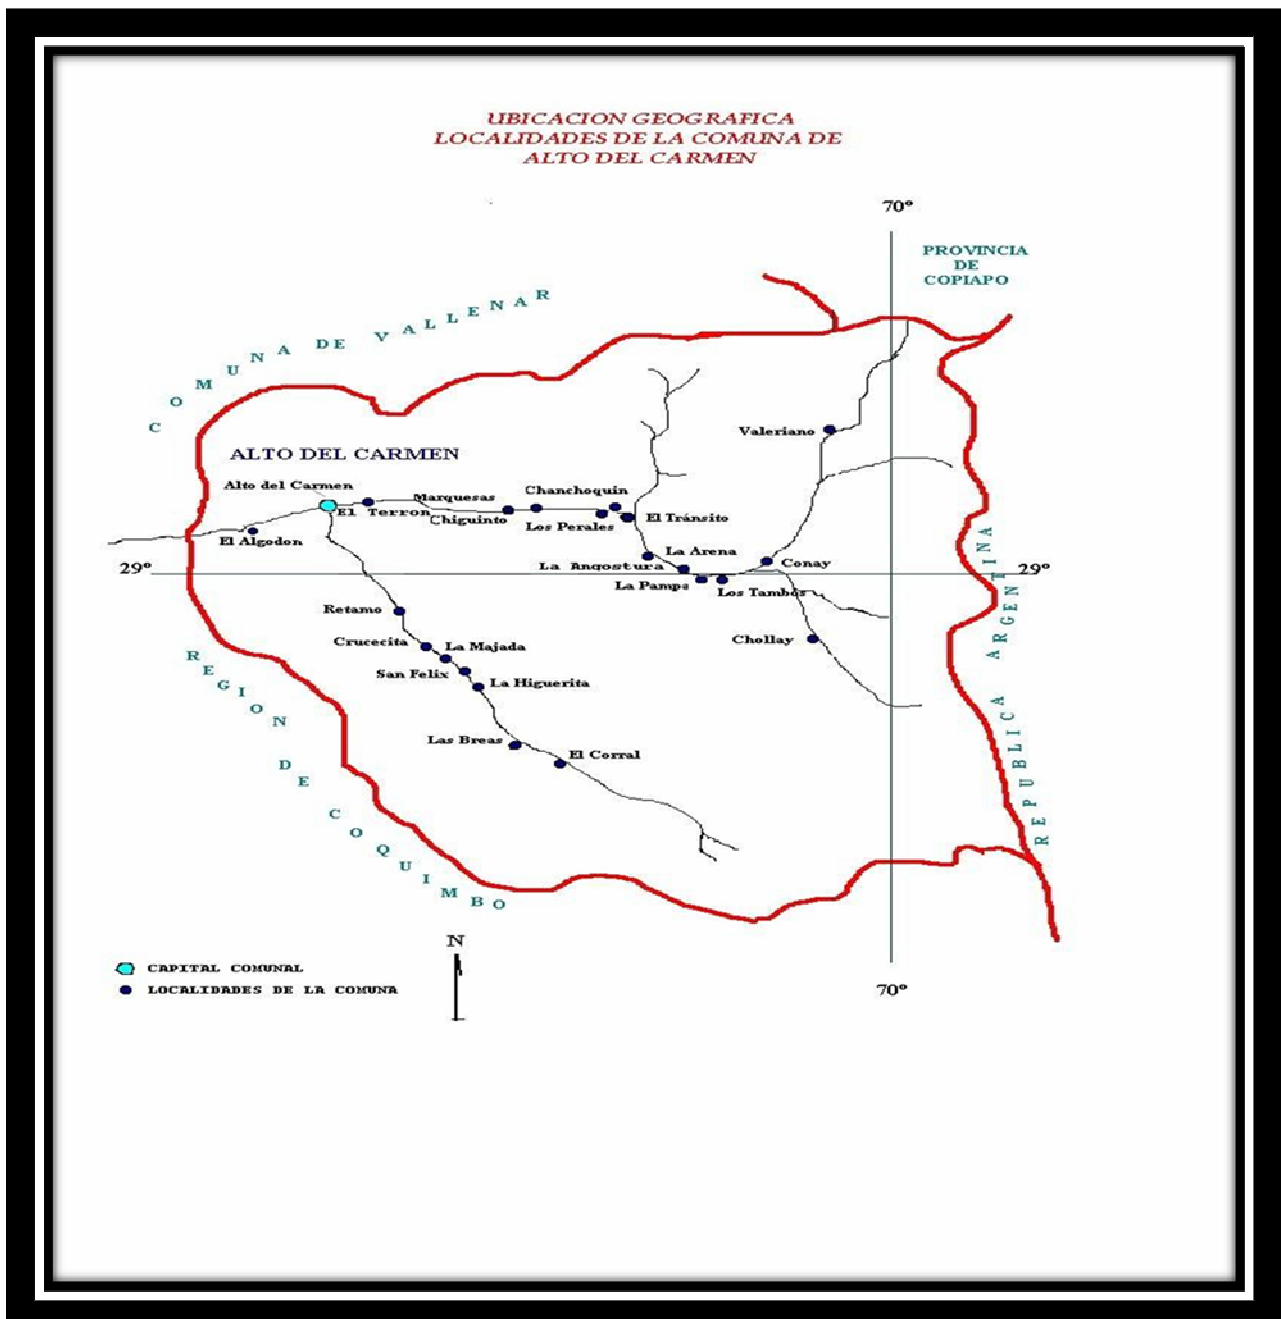 UBICACION GEOGRAFICA
LOCALIDADES DE LA COMUNA DE
ALTO DEL CARMEN
70°
PROVINCIA
DE
COPIAPO
COMUNA DE VALLENAR
Valeriano
ALTO DEL CARMEN
Alto del Carmen
Marquesas
Chanchoquin
El Terron
Chiguinto
Los Perales
El Tránsito
El Algodon
La Arena
La Angostura
Conay
29°
29°
La Pampa
Los Tambos
Retamo
Crucecita
La Majada
Chollay
San Felix
La Higuerita
Las Breas
El Corral
REPUBLICA ARGENTINA
REGION DE COQUIMBO
N
CAPITAL COMUNAL
LOCALIDADES DE LA COMUNA
70°